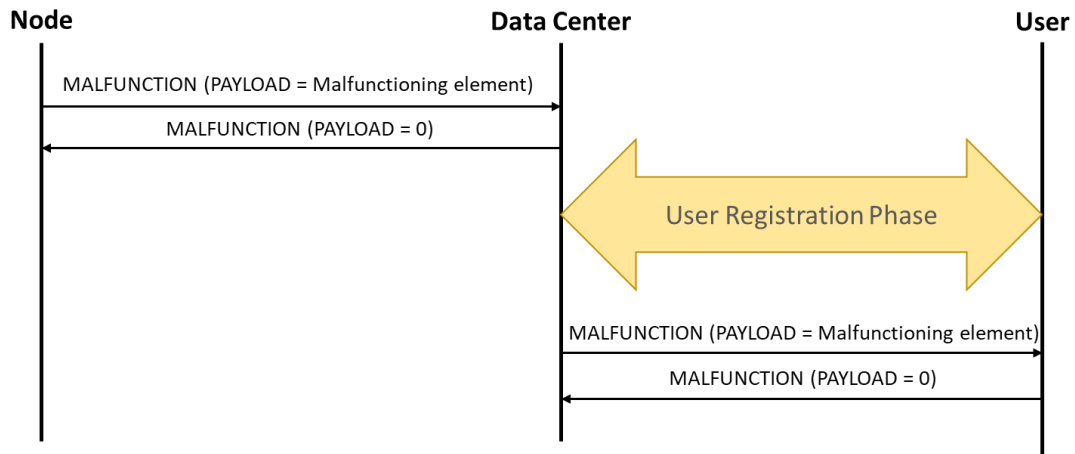 Node
Data Center
User
MALFUNCTION (PAYLOAD = Malfunctioning element)
MALFUNCTION (PAYLOAD = 0)
User Registration Phase
MALFUNCTION (PAYLOAD = Malfunctioning element)
MALFUNCTION (PAYLOAD = 0)